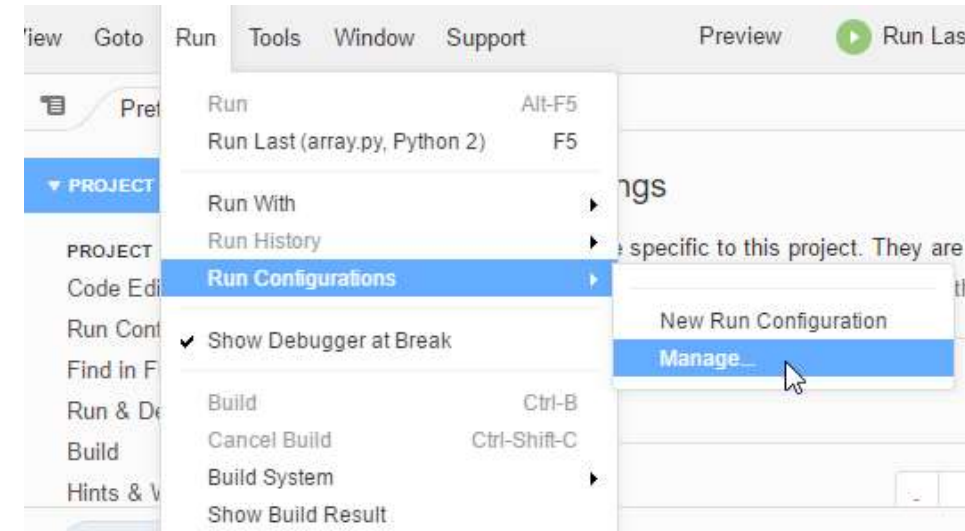 iew Goto Run Tools Window Support Preview Run Las
Pref
Run Alt-F5
Run Last (array.py, Python 2) F5
PROJECT
ngs
Run With
Run History
PROJECT
e specific to this project. They are
Run Configurations
Code Edi
New Run Configuration
Run Conf
Show Debugger at Break
Manage...
Find in F
Build Ctrl-B
Run & De
Cancel Build Ctrl-Shift-C
Build
Build System
Hints & W
Show Build Result